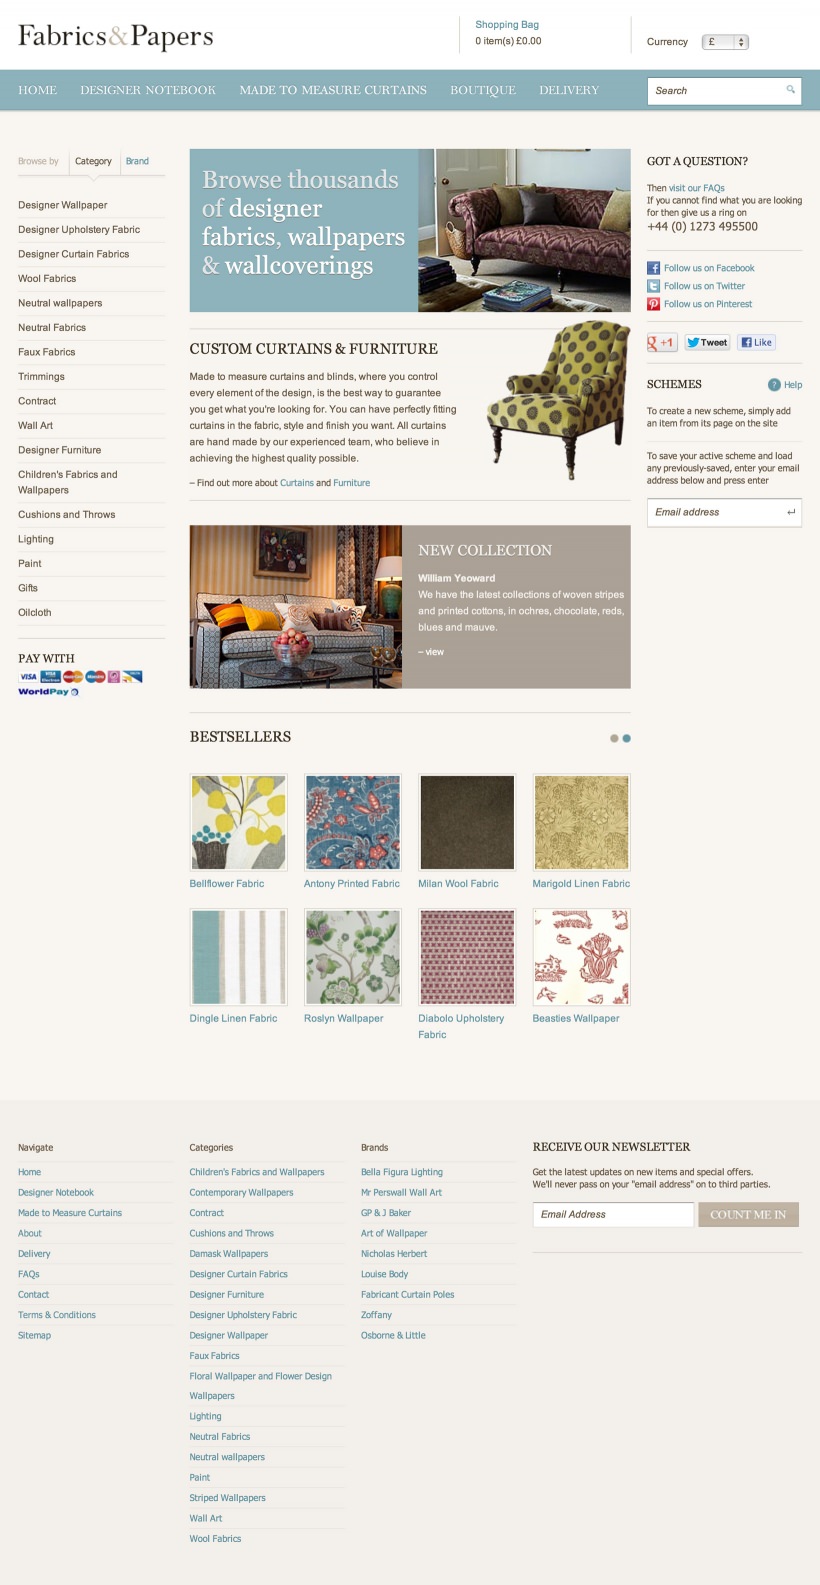 Fabrics&Papers
Shopping Bag
0 item(s) £0.00
Currency £
HOME DESIGNER NOTEBOOK MADE TO MEASURE CURTAINS BOUTIQUE DELIVERY
Search
Browse by Category Brand
Designer Wallpaper
Designer Upholstery Fabric
Designer Curtain Fabrics
Wool Fabrics
Neutral wallpapers
Neutral Fabrics
Faux Fabrics
Trimmings
Contract
Wall Art
Designer Furniture
Children's Fabrics and
Wallpapers
Cushions and Throws
Lighting
Paint
Gifts
Oilcloth
PAY WITH
VISA VISA Electron MasterCard Maestro
WorldPay
Browse thousands
of designer
fabrics, wallpapers
& wallcoverings
CUSTOM CURTAINS & FURNITURE
Made to measure curtains and blinds, where you control
every element of the design, is the best way to guarantee
you get what you're looking for. You can have perfectly fitting
curtains in the fabric, style and finish you want. All curtains
are hand made by our experienced team, who believe in
achieving the highest quality possible.
– Find out more about Curtains and Furniture
NEW COLLECTION
William Yeoward
We have the latest collections of woven stripes
and printed cottons, in ochres, chocolate, reds,
blues and mauve.
– view
BESTSELLERS
Bellflower Fabric
Antony Printed Fabric
Milan Wool Fabric
Marigold Linen Fabric
Dingle Linen Fabric
Roslyn Wallpaper
Diabolo Upholstery
Fabric
Beasties Wallpaper
GOT A QUESTION?
Then visit our FAQs
If you cannot find what you are looking
for then give us a ring on
+44 (0) 1273 495500
Follow us on Facebook
Follow us on Twitter
Follow us on Pinterest
g +1 Tweet Like
SCHEMES ? Help
To create a new scheme, simply add
an item from its page on the site
To save your active scheme and load
any previously-saved, enter your email
address below and press enter
Email address
Navigate
Home
Designer Notebook
Made to Measure Curtains
About
Delivery
FAQs
Contact
Terms & Conditions
Sitemap
Categories
Children's Fabrics and Wallpapers
Contemporary Wallpapers
Contract
Cushions and Throws
Damask Wallpapers
Designer Curtain Fabrics
Designer Furniture
Designer Upholstery Fabric
Designer Wallpaper
Faux Fabrics
Floral Wallpaper and Flower Design
Wallpapers
Lighting
Neutral Fabrics
Neutral wallpapers
Paint
Striped Wallpapers
Wall Art
Wool Fabrics
Brands
Bella Figura Lighting
Mr Perswall Wall Art
GP & J Baker
Art of Wallpaper
Nicholas Herbert
Louise Body
Fabricant Curtain Poles
Zoffany
Osborne & Little
RECEIVE OUR NEWSLETTER
Get the latest updates on new items and special offers.
We'll never pass on your "email address" on to third parties.
Email Address
COUNT ME IN